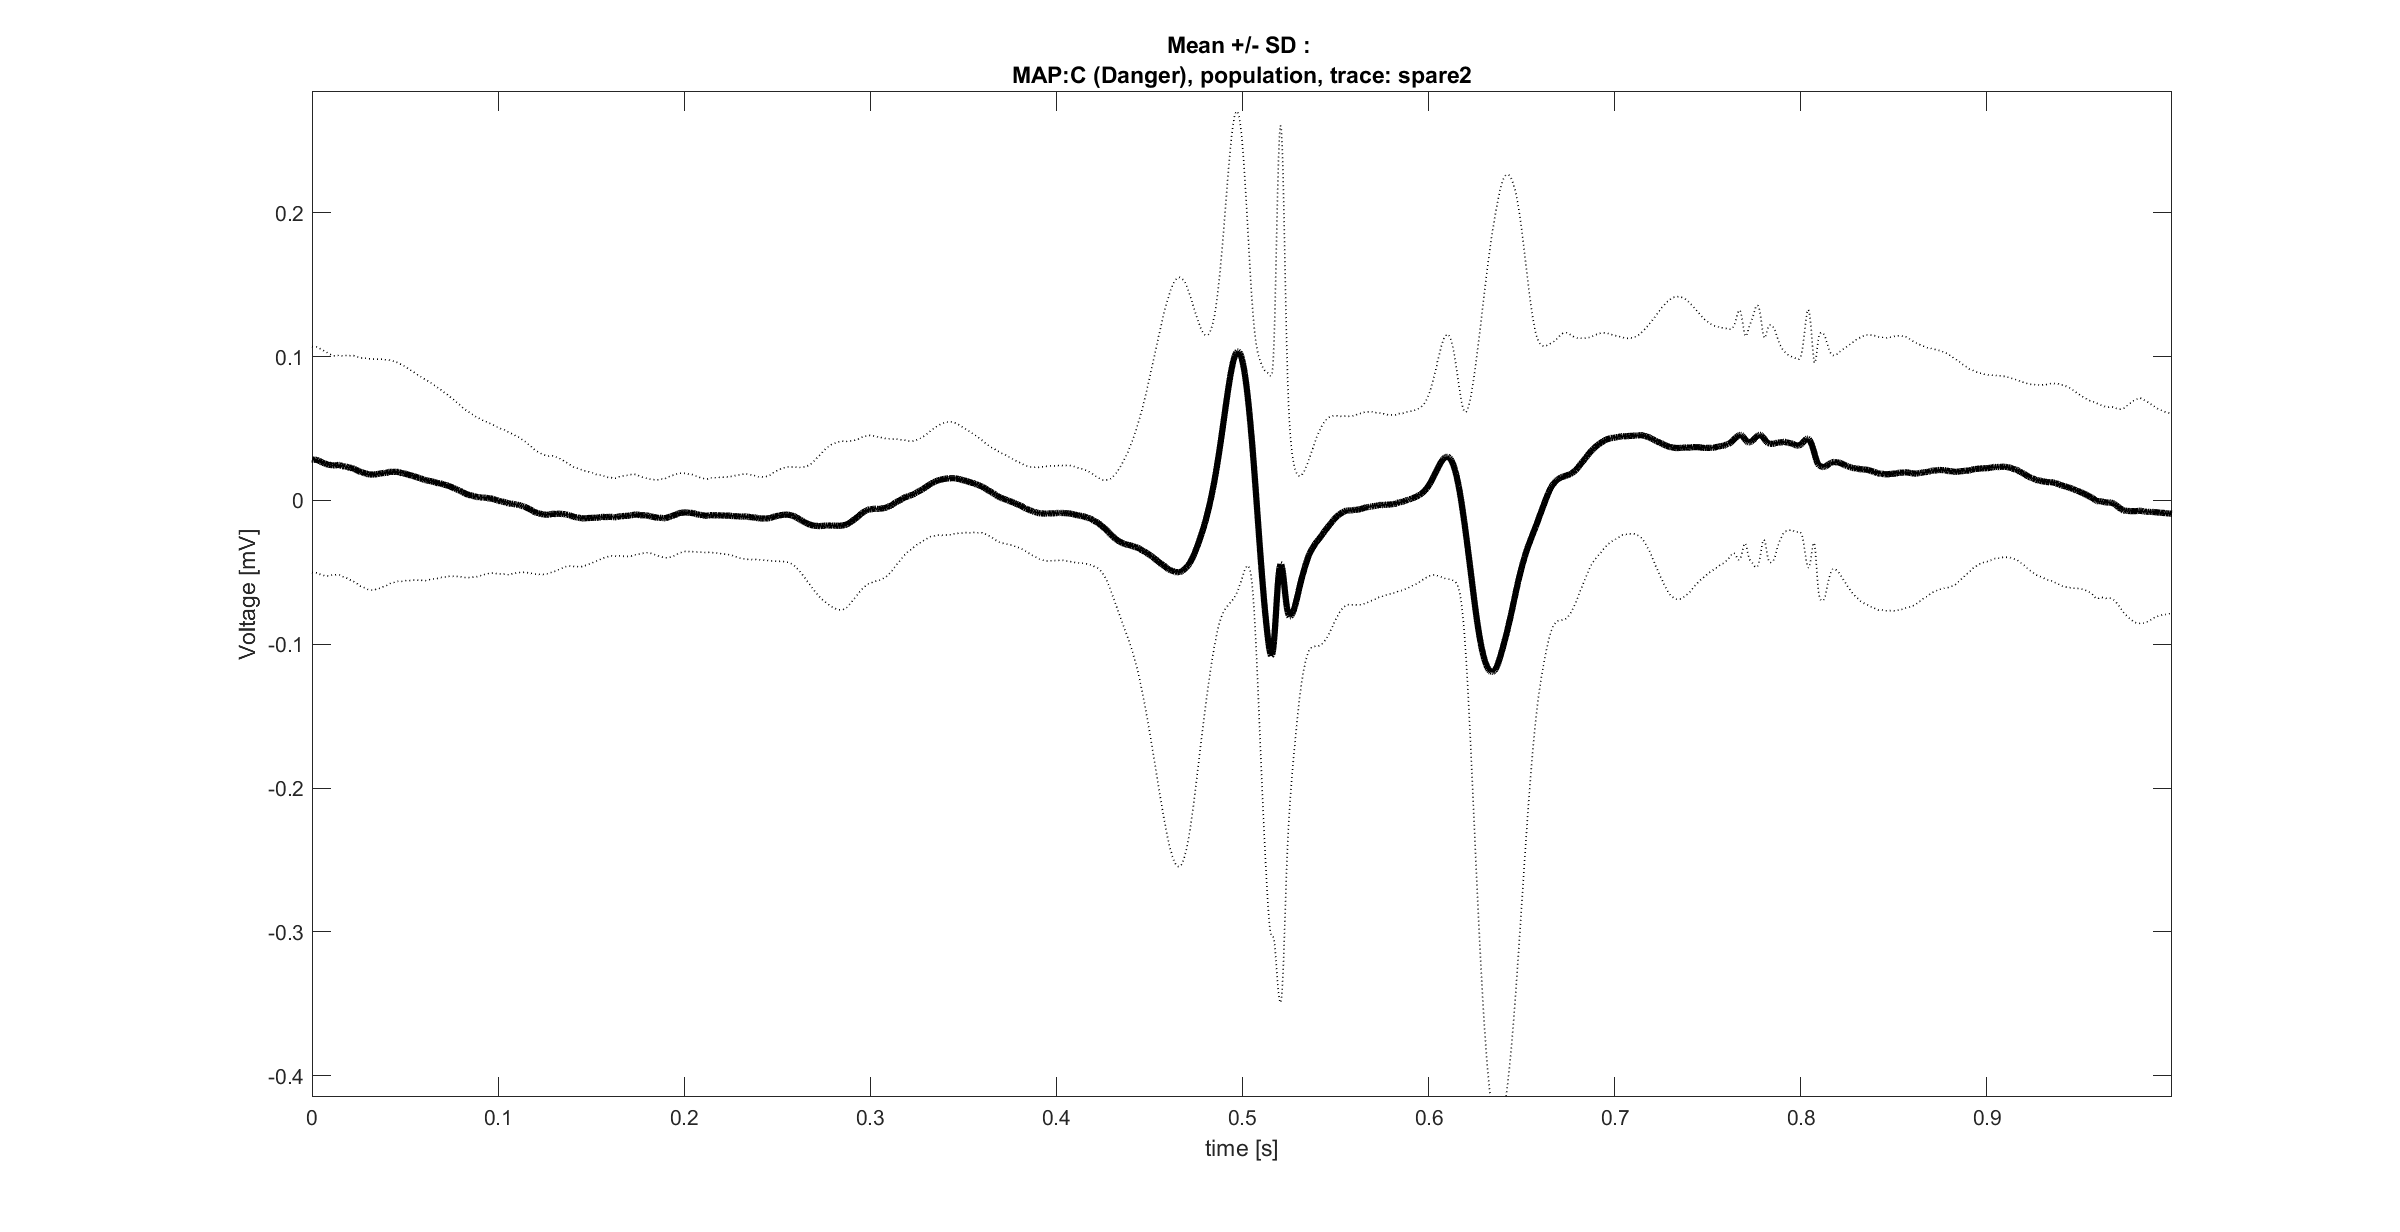 Mean +/- SD :
MAP:C (Danger), population, trace: spare2
Voltage [mV]
0.2
0.1
0
-0.1
-0.2
-0.3
-0.4
0 0.1 0.2 0.3 0.4 0.5 0.6 0.7 0.8 0.9
time [s]